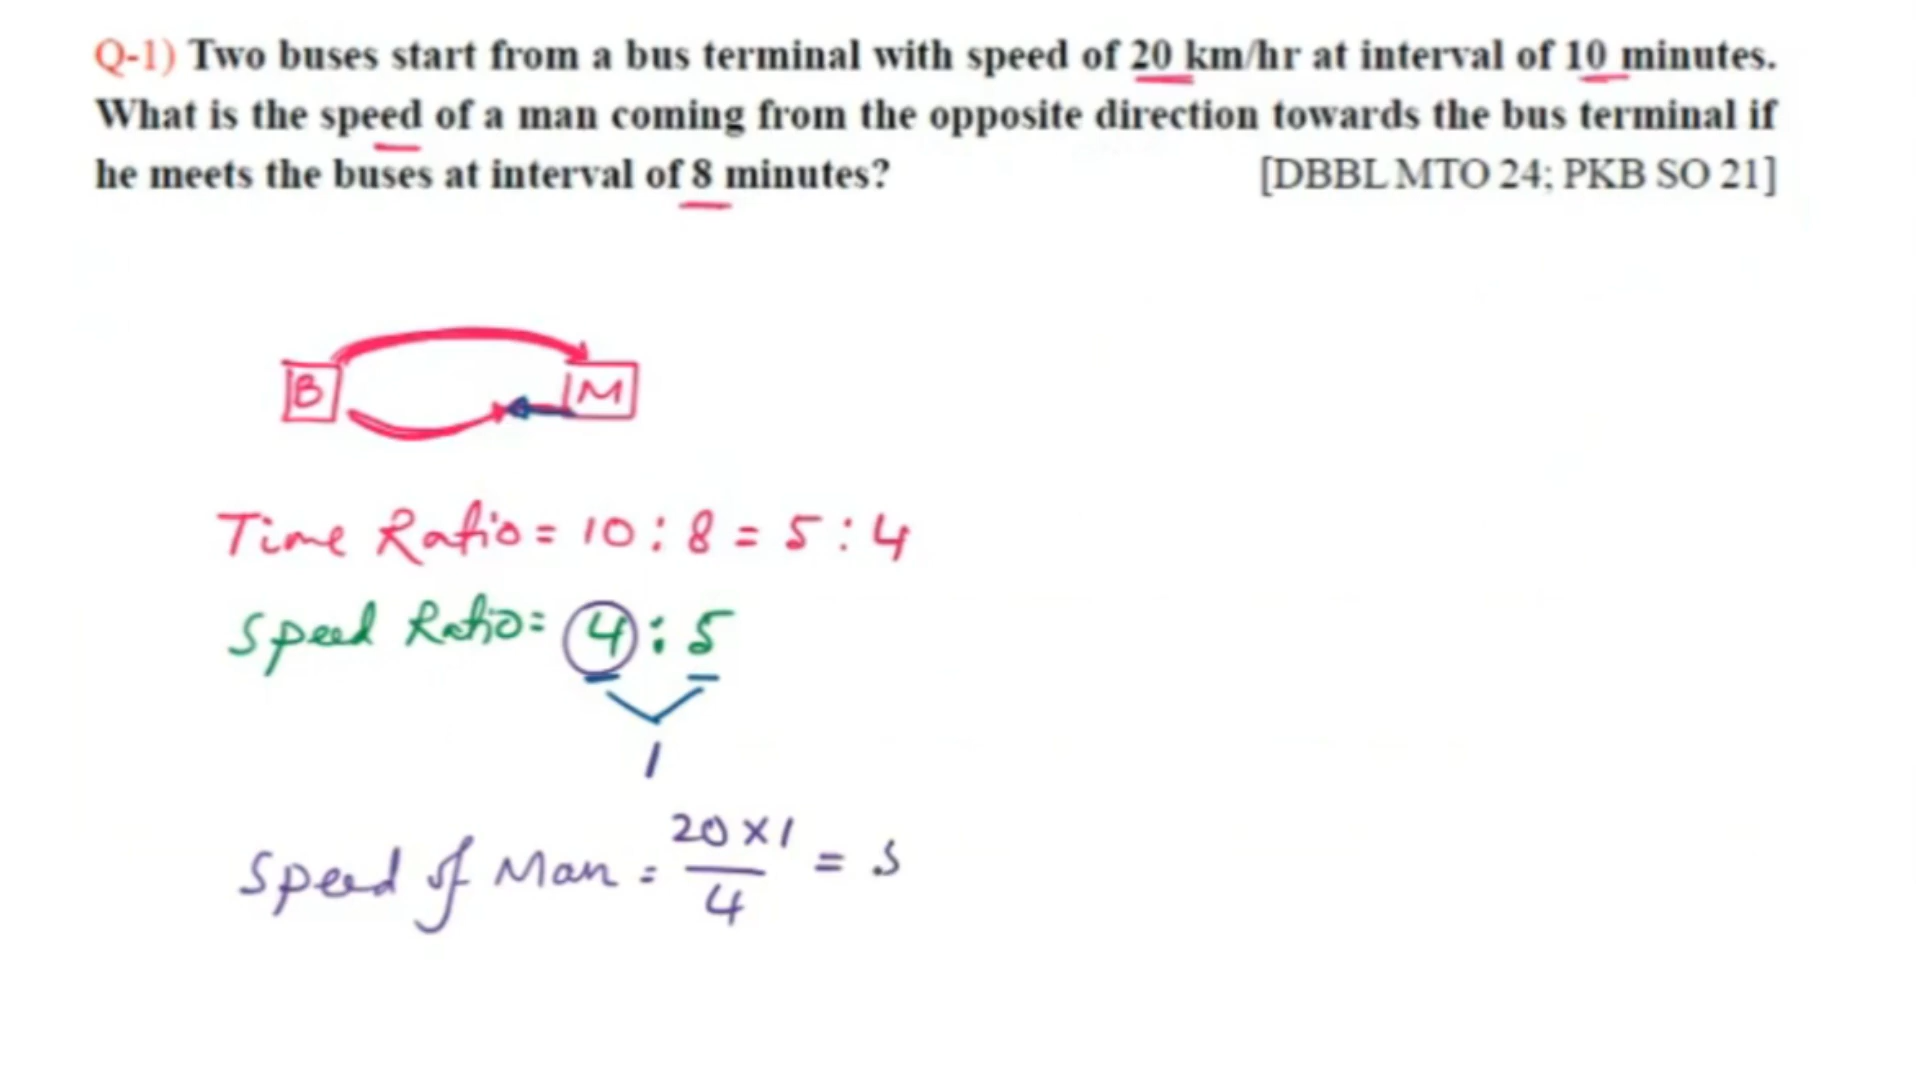 Q-1) Two buses start from a bus terminal with speed of 20 km/hr at interval of 10 minutes.
What is the speed of a man coming from the opposite direction towards the bus terminal if
he meets the buses at interval of 8 minutes? [DBBL MTO 24; PKB SO 21]
B M
Time Ratio = 10 : 8 = 5 : 4
Speed Ratio = 4 : 5
1
Speed of Man = 20 × 1 / 4 = 5